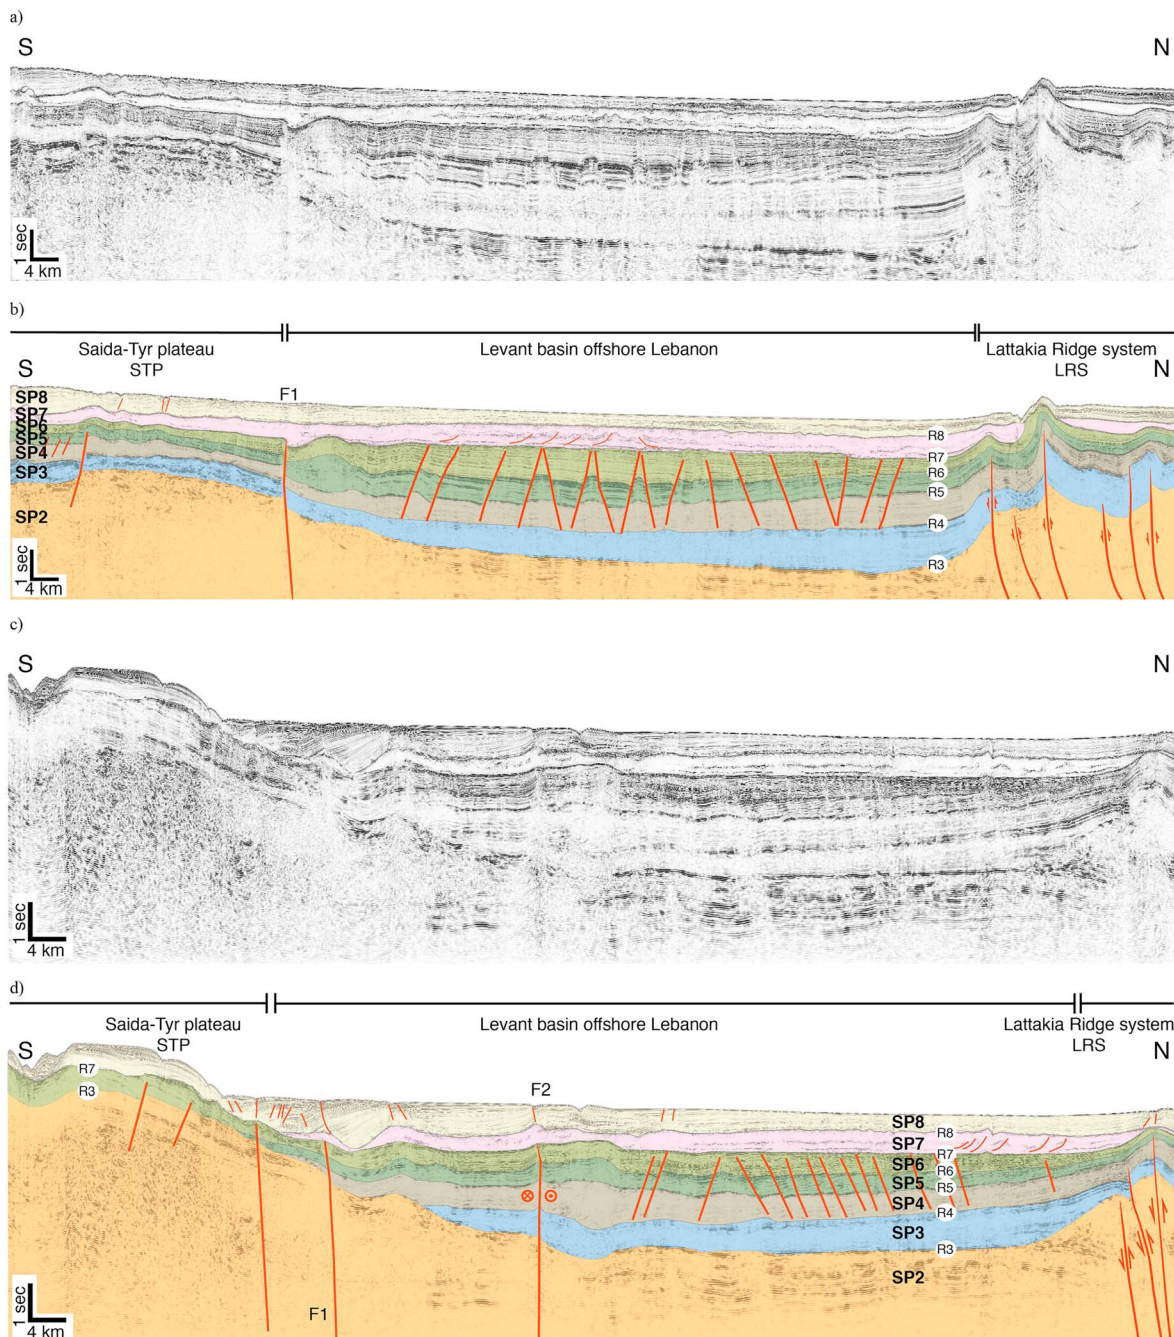 a)
S N
1 sec
4 km
b)
Saida-Tyr plateau Levant basin offshore Lebanon Lattakia Ridge system
STP LRS
S N
F1
SP8
SP7
SP6
SP5
SP4
SP3
SP2
R8
R7
R6
R5
R4
R3
1 sec
4 km
c)
S N
1 sec
4 km
d)
Saida-Tyr plateau Levant basin offshore Lebanon Lattakia Ridge system
STP LRS
S N
R7
R3
F2
SP8
R8
SP7
R7
SP6
R6
SP5
R5
SP4
R4
SP3
R3
SP2
F1
1 sec
4 km